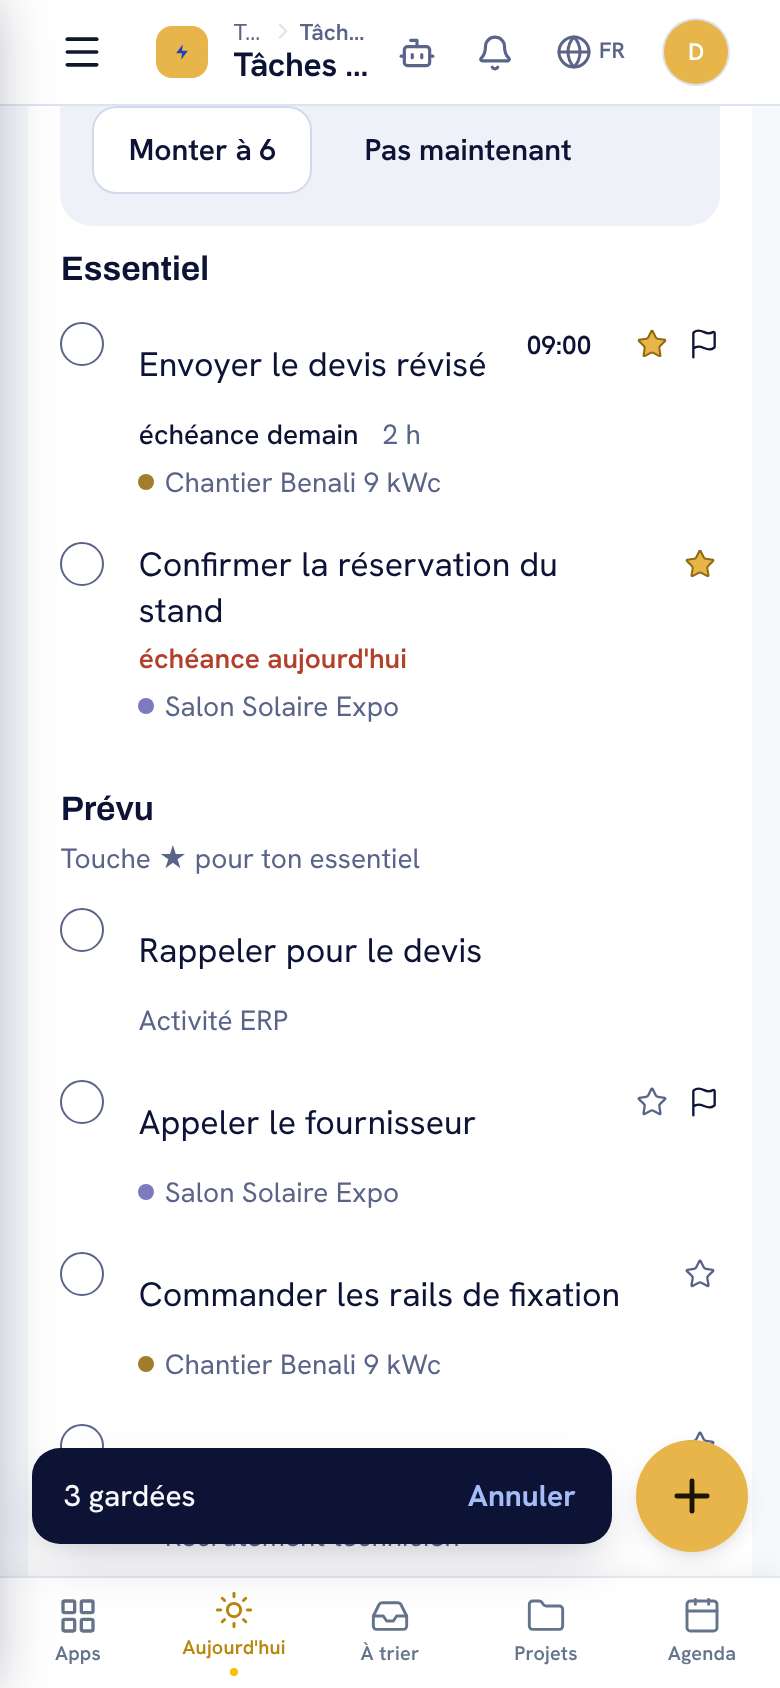 T... > Tâch...
Tâches ...
FR
D
Monter à 6
Pas maintenant
Essentiel
Envoyer le devis révisé
09:00
échéance demain 2 h
Chantier Benali 9 kWc
Confirmer la réservation du
stand
échéance aujourd'hui
Salon Solaire Expo
Prévu
Touche ★ pour ton essentiel
Rappeler pour le devis
Activité ERP
Appeler le fournisseur
Salon Solaire Expo
Commander les rails de fixation
Chantier Benali 9 kWc
3 gardées
Annuler
Apps
Aujourd'hui
À trier
Projets
Agenda